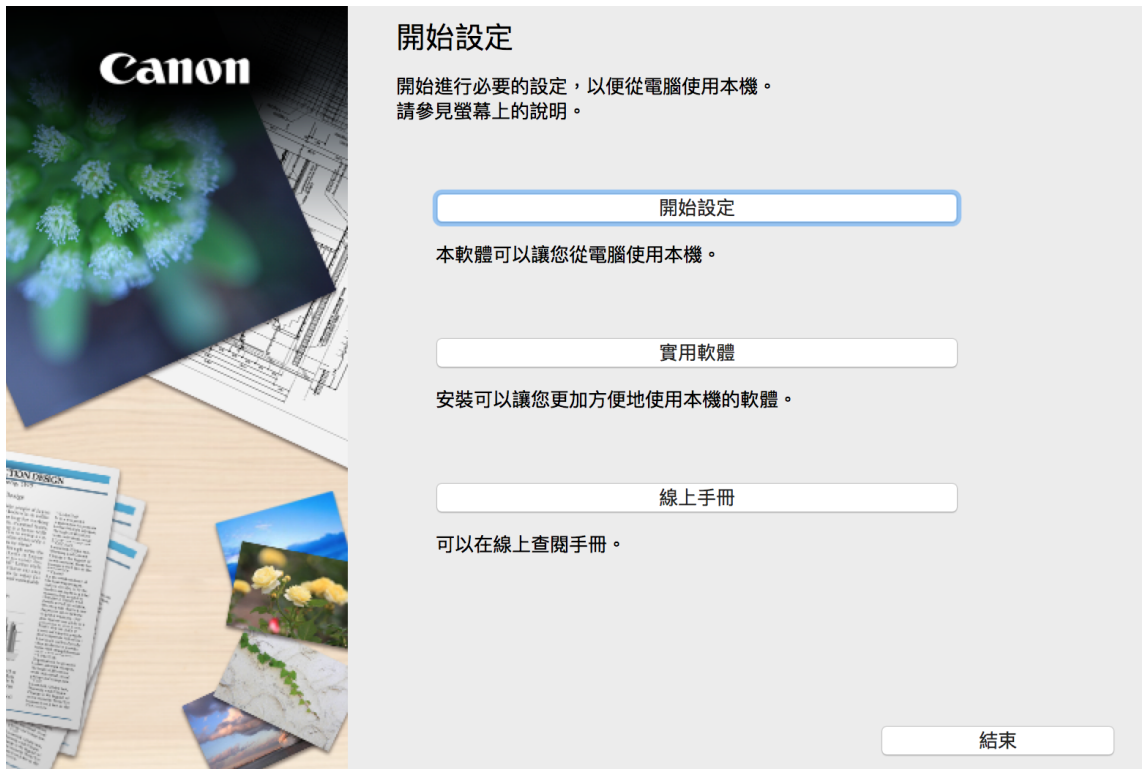 Canon
開始設定
開始進行必要的設定，以便從電腦使用本機。
請參見螢幕上的說明。
開始設定
本軟體可以讓您從電腦使用本機。
實用軟體
安裝可以讓您更加方便地使用本機的軟體。
線上手冊
可以在線上查閱手冊。
結束
TION DESIGN